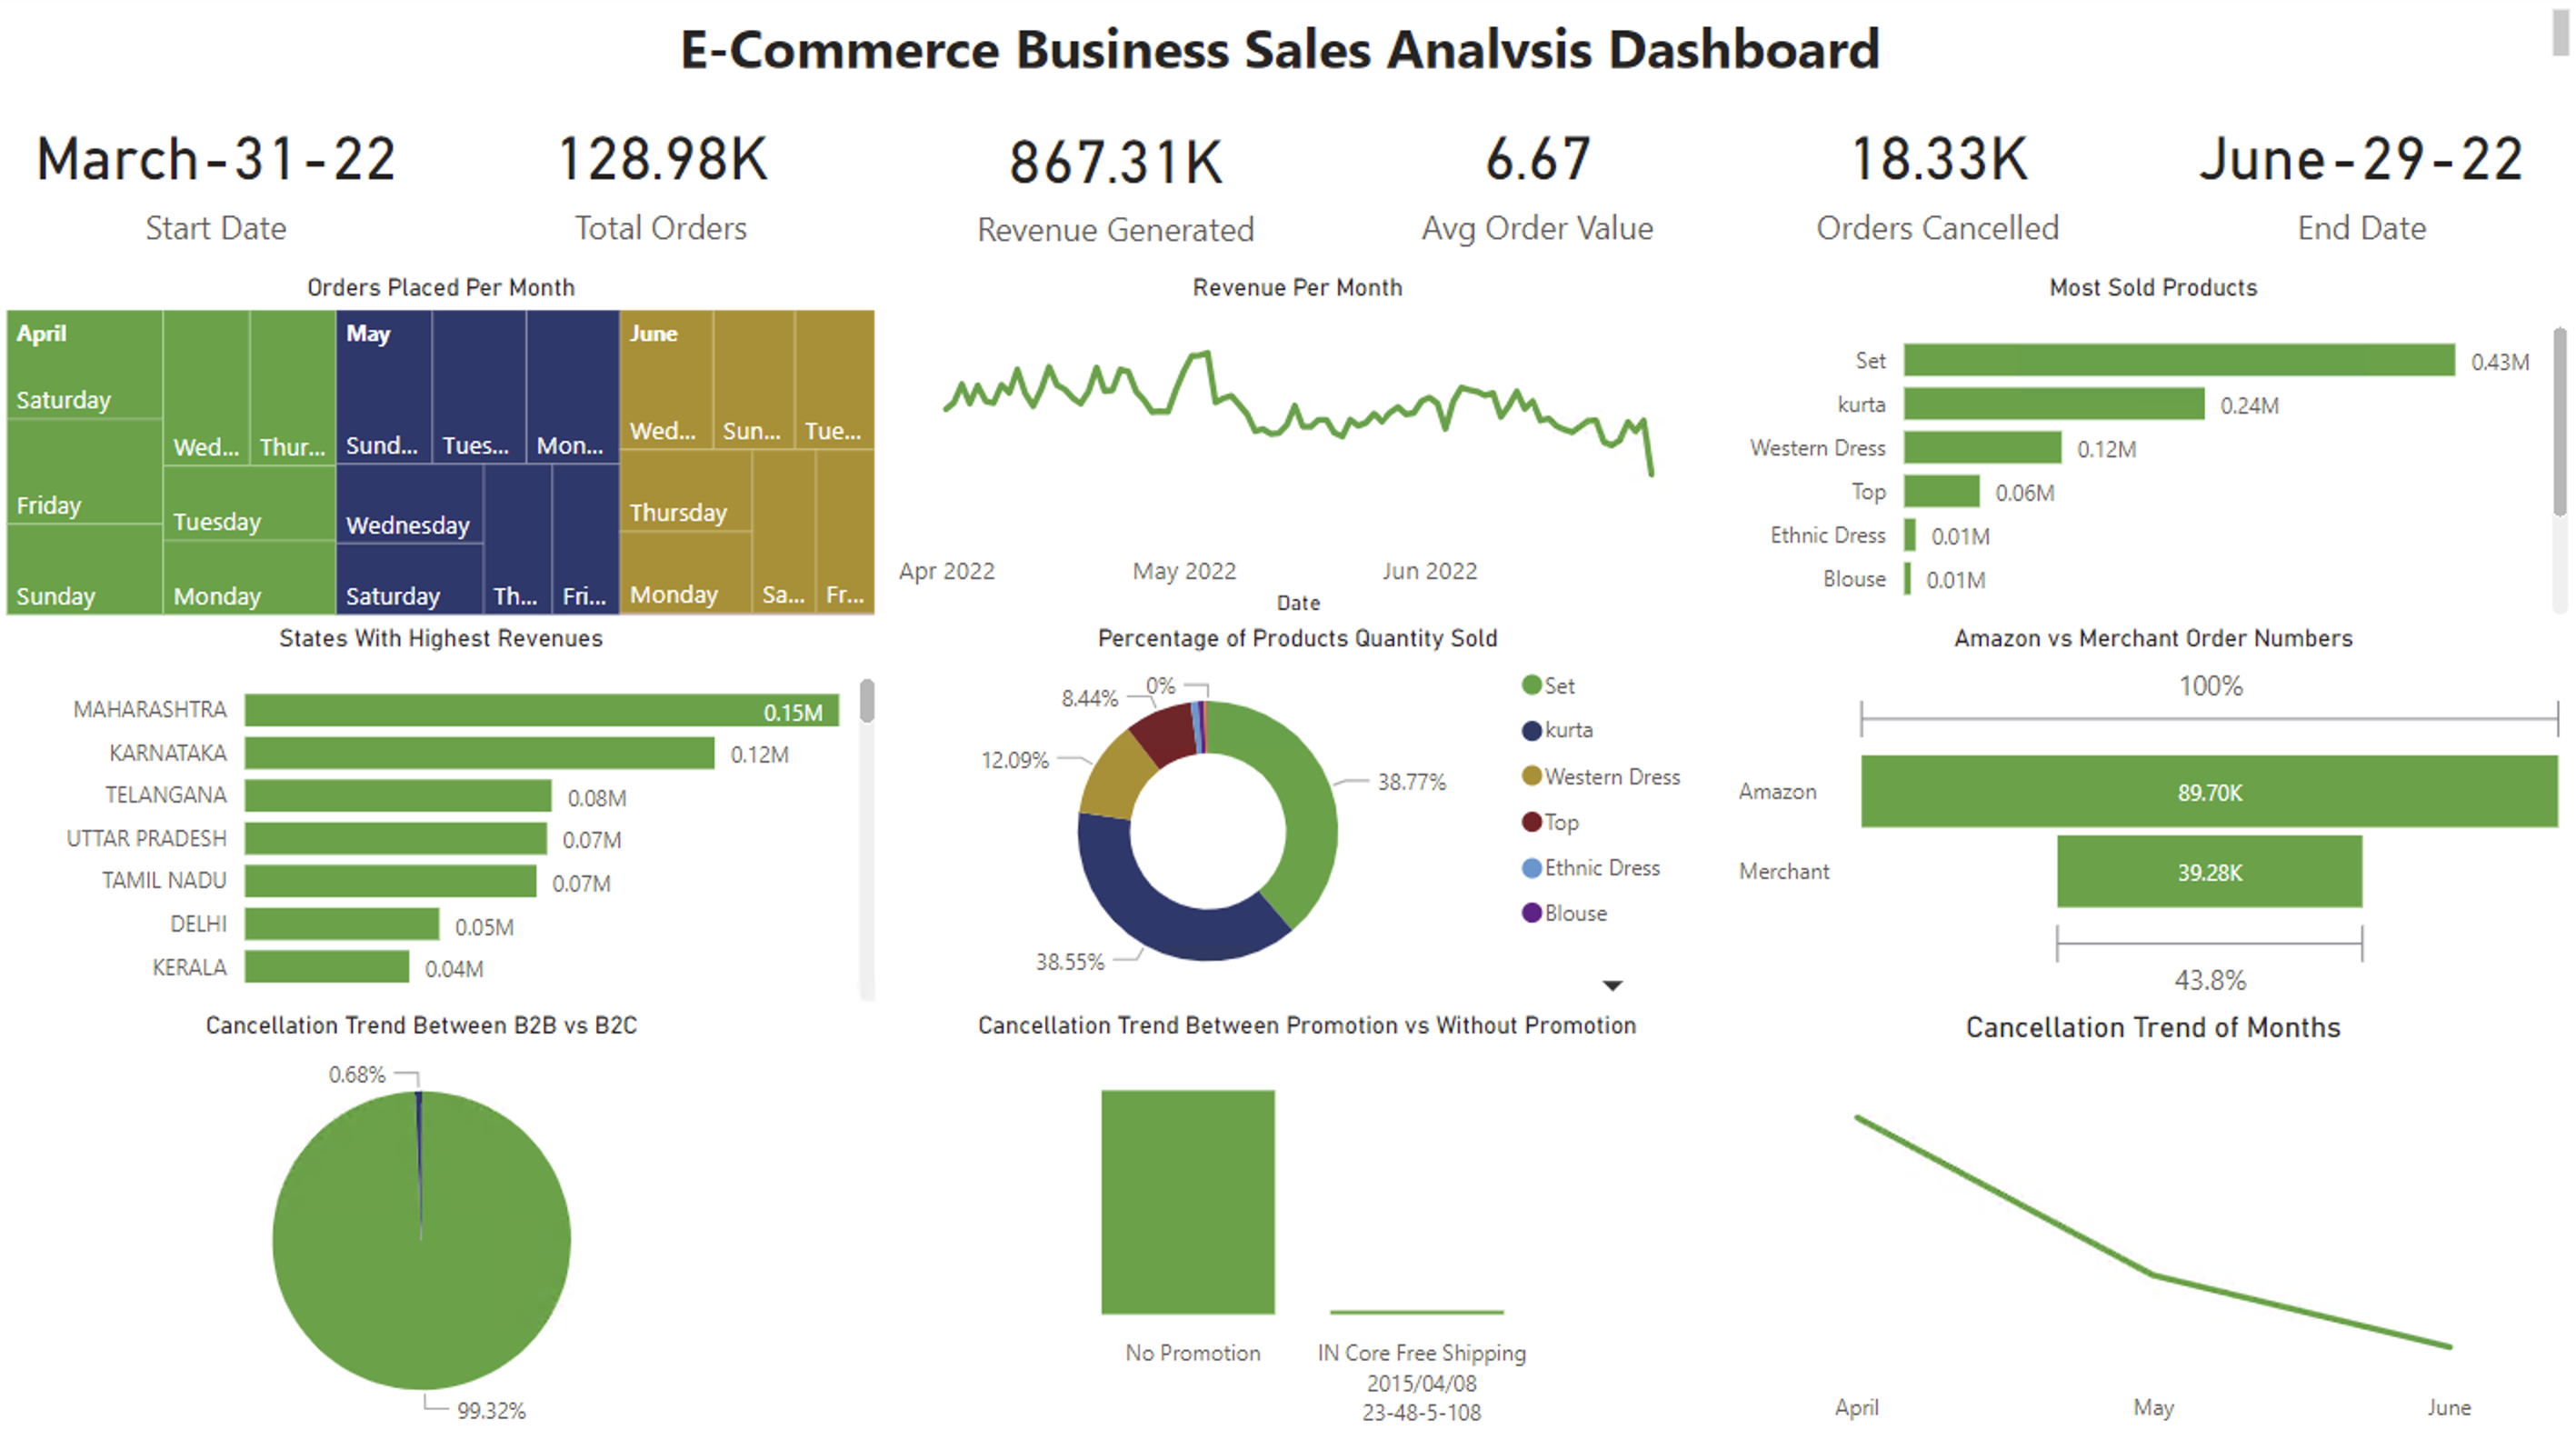 E-Commerce Business Sales Analvsis Dashboard
March-31-22
Start Date
128.98K
Total Orders
867.31K
Revenue Generated
6.67
Avg Order Value
18.33K
Orders Cancelled
June-29-22
End Date
Orders Placed Per Month
April
Saturday
Friday
Sunday
Wed...
Thur...
Tuesday
Monday
May
Sund...
Tues...
Mon...
Wednesday
Saturday
Th...
Fri...
June
Wed...
Sun...
Tue...
Thursday
Monday
Sa...
Fr...
Revenue Per Month
Apr 2022
May 2022
Jun 2022
Date
Most Sold Products
Set 0.43M
kurta 0.24M
Western Dress 0.12M
Top 0.06M
Ethnic Dress 0.01M
Blouse 0.01M
States With Highest Revenues
MAHARASHTRA 0.15M
KARNATAKA 0.12M
TELANGANA 0.08M
UTTAR PRADESH 0.07M
TAMIL NADU 0.07M
DELHI 0.05M
KERALA 0.04M
Percentage of Products Quantity Sold
0%
8.44%
12.09%
38.77%
38.55%
Set
kurta
Western Dress
Top
Ethnic Dress
Blouse
Amazon vs Merchant Order Numbers
100%
Amazon 89.70K
Merchant 39.28K
43.8%
Cancellation Trend Between B2B vs B2C
0.68%
99.32%
Cancellation Trend Between Promotion vs Without Promotion
No Promotion
IN Core Free Shipping
2015/04/08
23-48-5-108
Cancellation Trend of Months
April
May
June